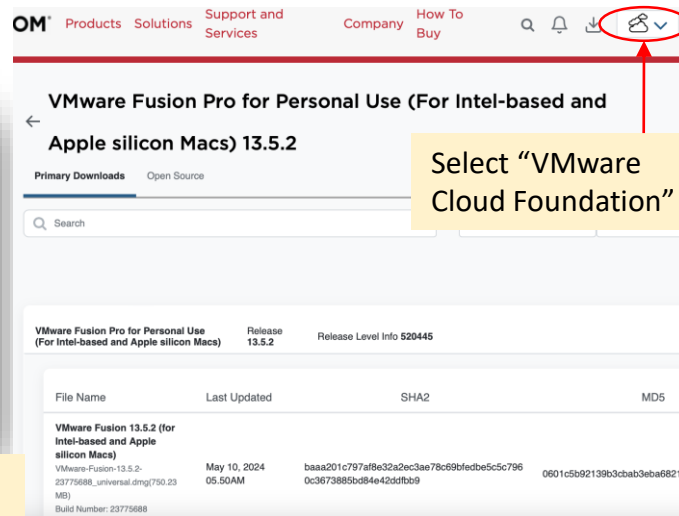 OM®
Products
Solutions
Support and
Services
Company
How To
Buy
VMware Fusion Pro for Personal Use (For Intel-based and
Apple silicon Macs) 13.5.2
Select “VMware
Cloud Foundation”
Primary Downloads
Open Source
Search
VMware Fusion Pro for Personal Use
(For Intel-based and Apple silicon Macs)
Release
13.5.2
Release Level Info 520445
File Name
Last Updated
SHA2
MD5
VMware Fusion 13.5.2 (for
Intel-based and Apple
silicon Macs)
VMware-Fusion-13.5.2-
23775688_universal.dmg(750.23
MB)
Build Number: 23775688
May 10, 2024
05.50AM
baaa201c797af8e32a2ec3ae78c69bfedbe5c5c796
0c3673885bd84e42ddfbb9
0601c5b92139b3cbab3eba6821